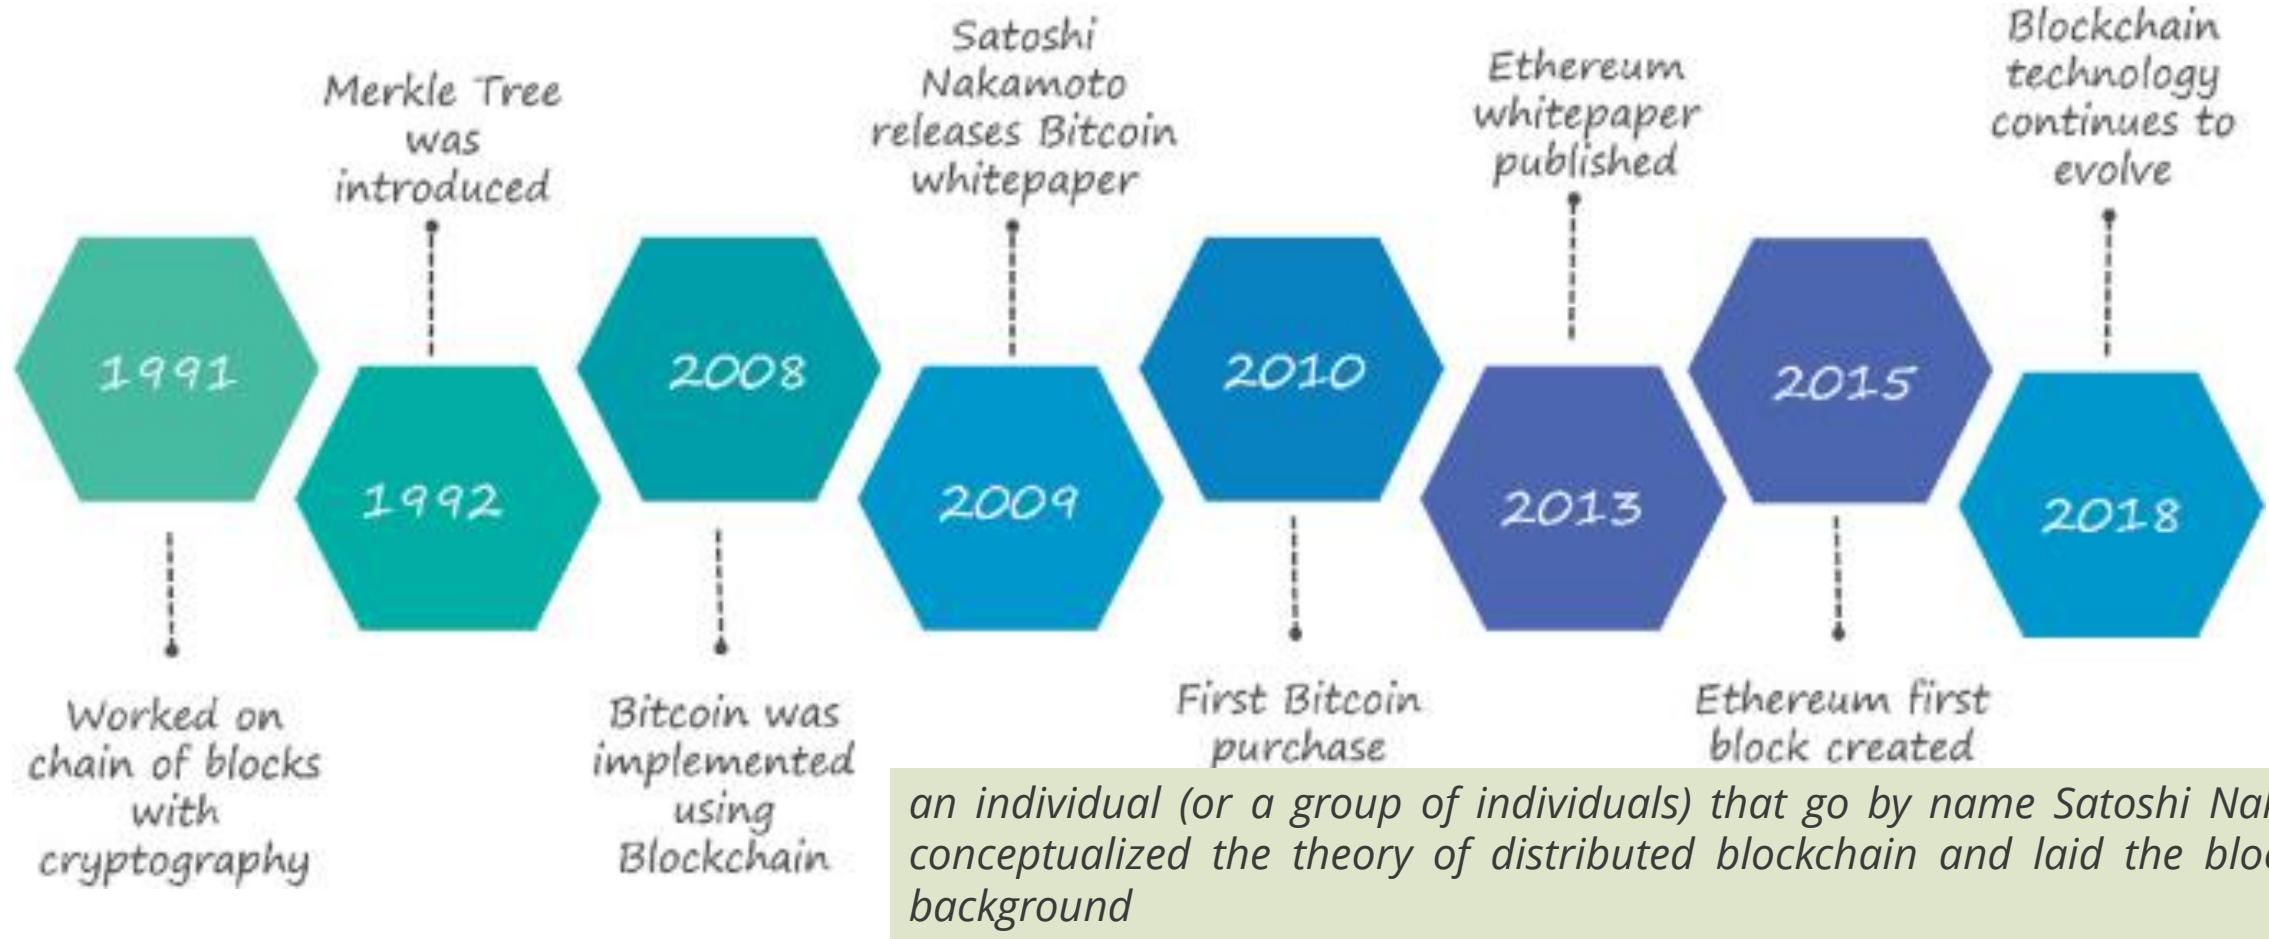 Merkle Tree
was
introduced
Satoshi
Nakamoto
releases Bitcoin
whitepaper
Ethereum
whitepaper
published
Blockchain
technology
continues to
evolve
1991
1992
2008
2009
2010
2013
2015
2018
Worked on
chain of blocks
with
cryptography
Bitcoin was
implemented
using
Blockchain
First Bitcoin
purchase
Ethereum first
block created
an individual (or a group of individuals) that go by name Satoshi
conceptualized the theory of distributed blockchain and laid the
background